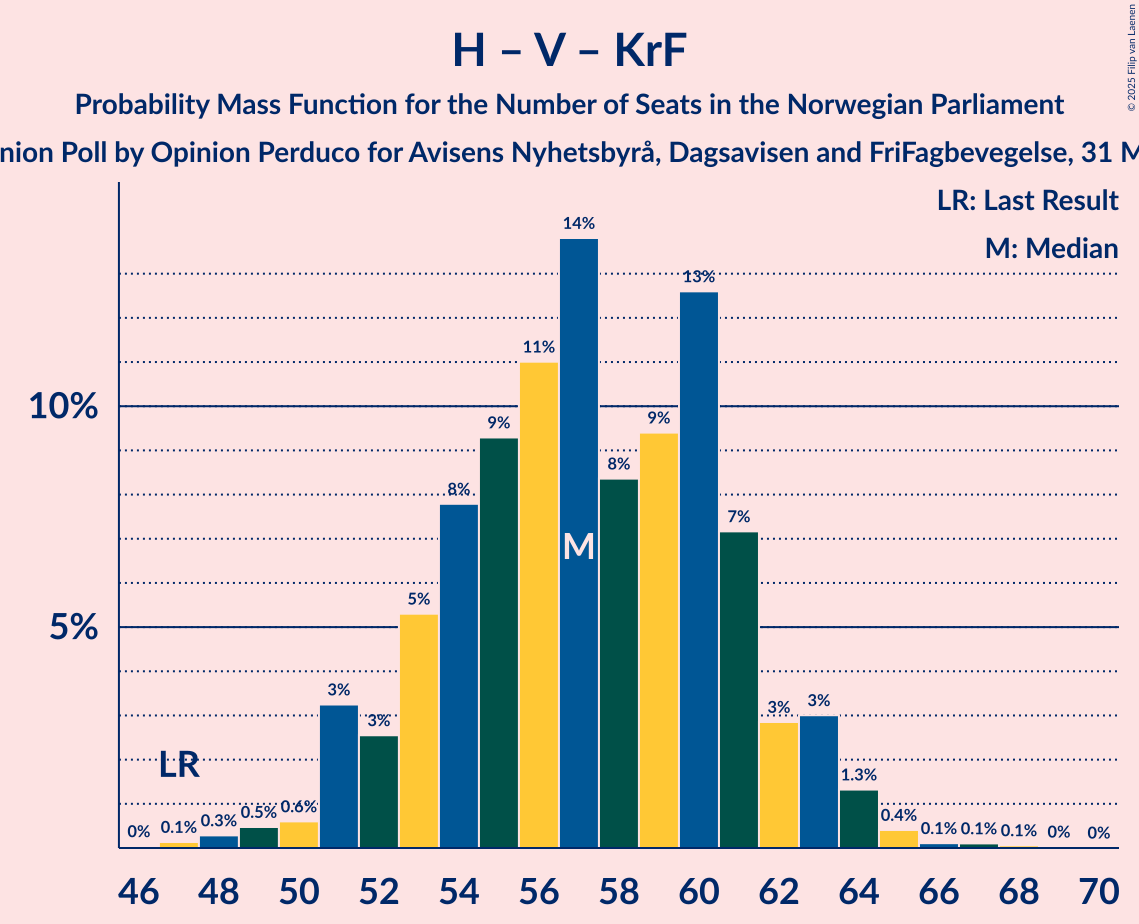 H – V – KrF
Probability Mass Function for the Number of Seats in the Norwegian Parliament
nion Poll by Opinion Perduco for Avisens Nyhetsbyrå, Dagsavisen and FriFagbevegelse, 31 M
© 2025 Filip van Laenen
LR: Last Result
M: Median
14%
13%
11%
10%
9%
9%
8%
8%
7%
M
5%
5%
3%
3%
3%
3%
LR
1.3%
0% 0.1% 0.3% 0.5% 0.6%
0.4% 0.1% 0.1% 0.1% 0% 0%
46 48 50 52 54 56 58 60 62 64 66 68 70